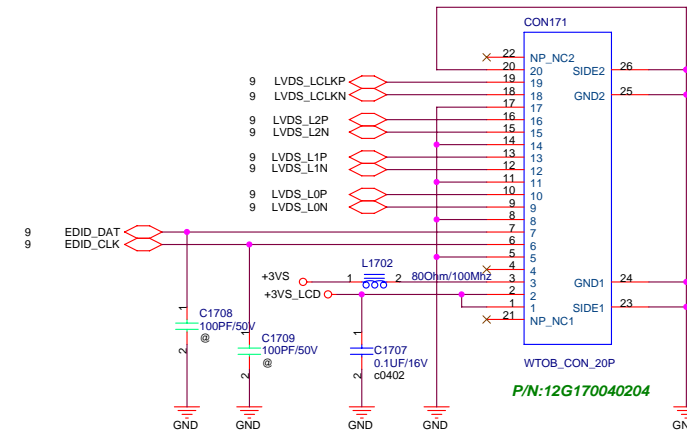 CON171
22 NP_NC2
20 20 SIDE2 26
9 LVDS_LCLKP 19 19
9 LVDS_LCLKN 18 18 GND2 25
17 17
9 LVDS_L2P 16 16
9 LVDS_L2N 15 15
14 14
9 LVDS_L1P 13 13
9 LVDS_L1N 12 12
11 11
9 LVDS_L0P 10 10
9 LVDS_L0N 9 9
8 8
9 EDID_DAT 7 7
9 EDID_CLK 6 6
5 5
L1702 4 4
+3VS 1 2 80Ohm/100Mhz 3 3 GND1 24
+3VS_LCD 2 2
1 1 SIDE1 23
21 NP_NC1
1 C1708
100PF/50V
2 @
1 C1709
100PF/50V
2 @
1 C1707
0.1UF/16V
2 c0402
WTOB_CON_20P
P/N:12G170040204
GND GND GND GND GN